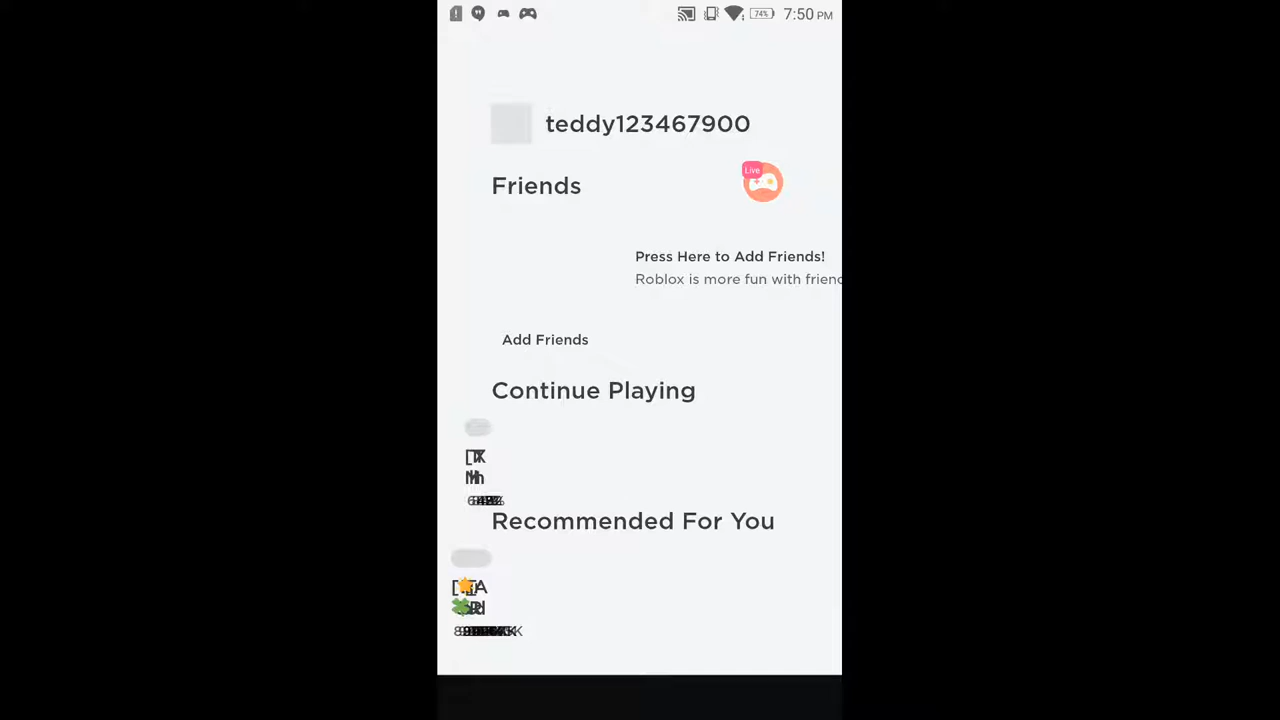 74% 7:50 PM
teddy123467900
Live
Friends
Press Here to Add Friends!
Roblox is more fun with frienc
Add Friends
Continue Playing
Recommended For You